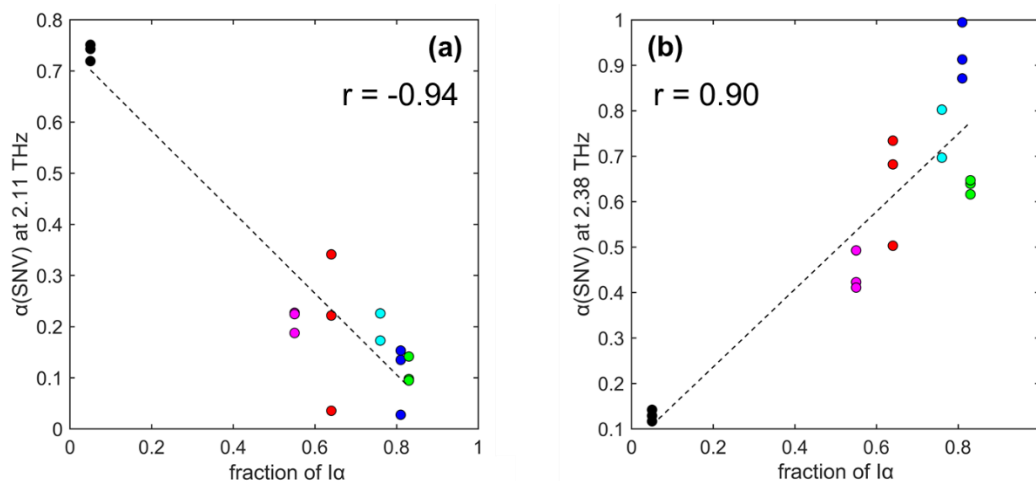 (a)
r = -0.94
α(SNV) at 2.11 THz
0.8
0.7
0.6
0.5
0.4
0.3
0.2
0.1
0
0 0.2 0.4 0.6 0.8 1
fraction of Iα
(b)
r = 0.90
α(SNV) at 2.38 THz
1
0.9
0.8
0.7
0.6
0.5
0.4
0.3
0.2
0.1
0 0.2 0.4 0.6 0.8
fraction of Iα